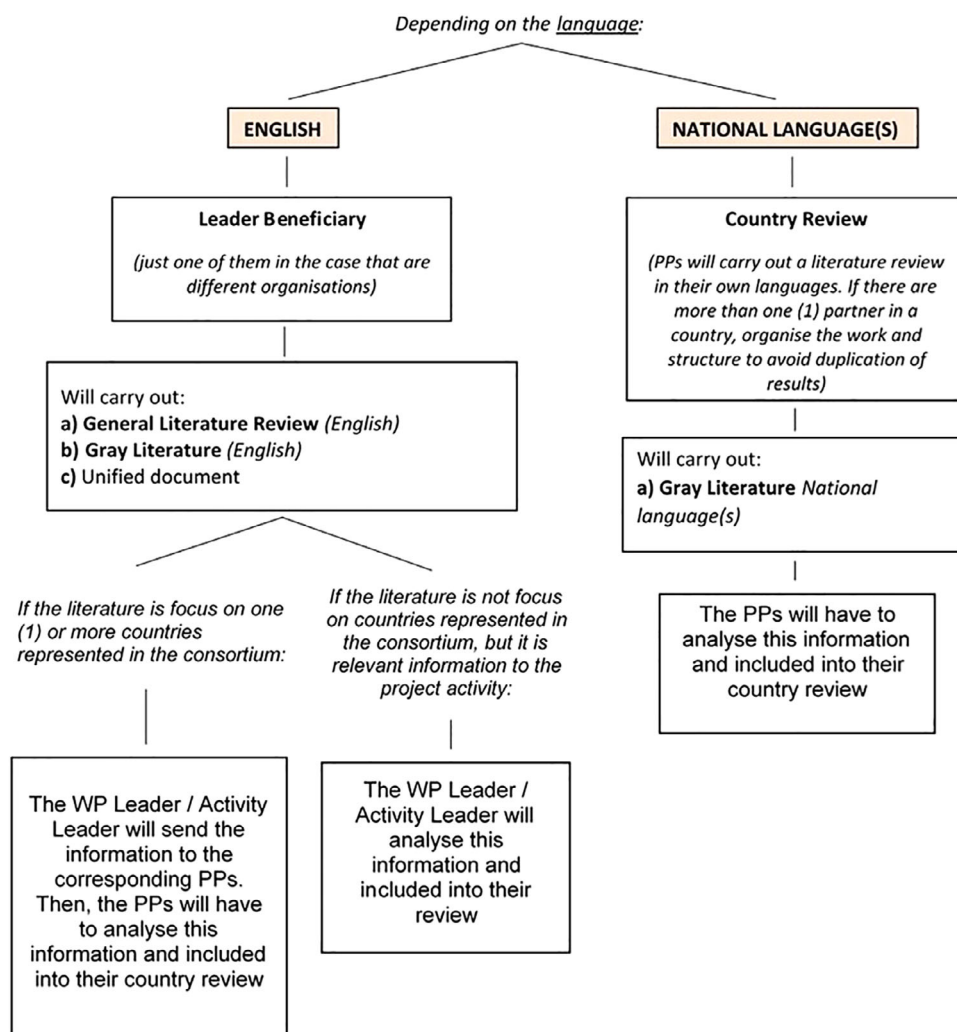 Depending on the language:
ENGLISH
Leader Beneficiary
(just one of them in the case that are
different organisations)
Will carry out:
a) General Literature Review (English)
b) Gray Literature (English)
c) Unified document
If the literature is focus on one
(1) or more countries
represented in the consortium:
The WP Leader / Activity
Leader will send the
information to the
corresponding PPs.
Then, the PPs will have
to analyse this
information and included
into their country review
If the literature is not focus
on countries represented in
the consortium, but it is
relevant information to the
project activity:
The WP Leader /
Activity Leader will
analyse this
information and
included into their
review
NATIONAL LANGUAGE(S)
Country Review
(PPs will carry out a literature review
in their own languages. If there are
more than one (1) partner in a
country, organise the work and
structure to avoid duplication of
results)
Will carry out:
a) Gray Literature National
language(s)
The PPs will have to
analyse this information
and included into their
country review